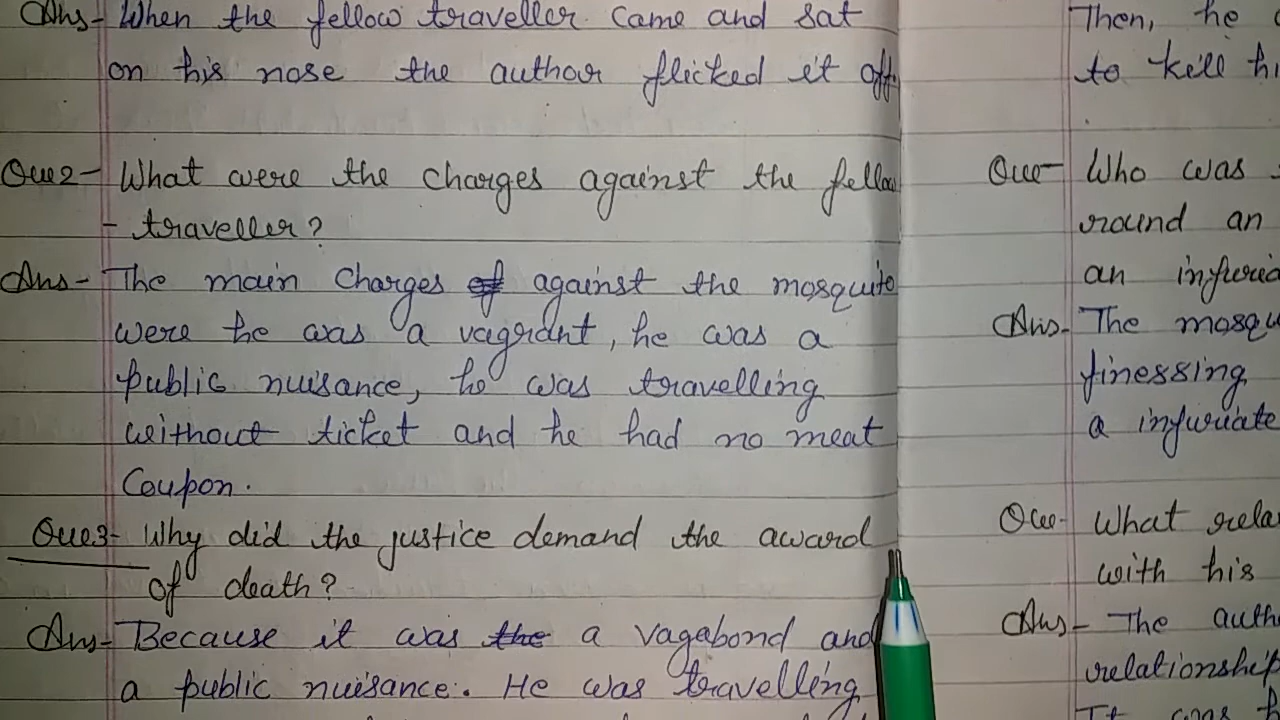 Ans- When the fellow traveller came and sat
on his nose the author flicked it off.
Que2- What were the charges against the fellow
- traveller?
Ans- The main charges of against the mosquito
were he was a vagrant, he was a
public nuisance, he was travelling
without ticket and he had no meat
Coupon.
Que3- Why did the justice demand the award
of death?
Ans- Because it was the a vagabond and
a public nuisance. He was travelling
Then, he
to kill hi
Que- Who was
round an
an infuria
Ans- The mosqu
finessing
a infuriate
Que- What rela
with his
Ans- The auth
relationship
It was h